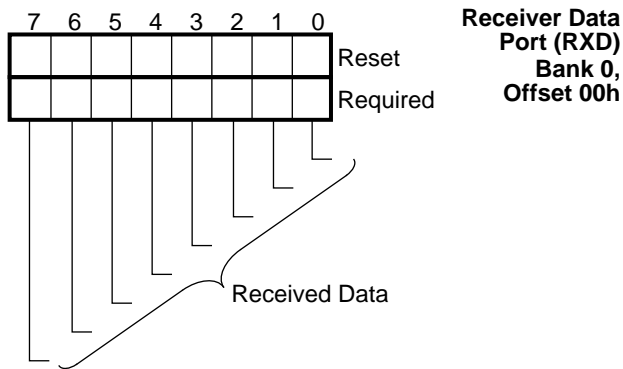 7 6 5 4 3 2 1 0
Reset
Required
Receiver Data
Port (RXD)
Bank 0,
Offset 00h
Received Data